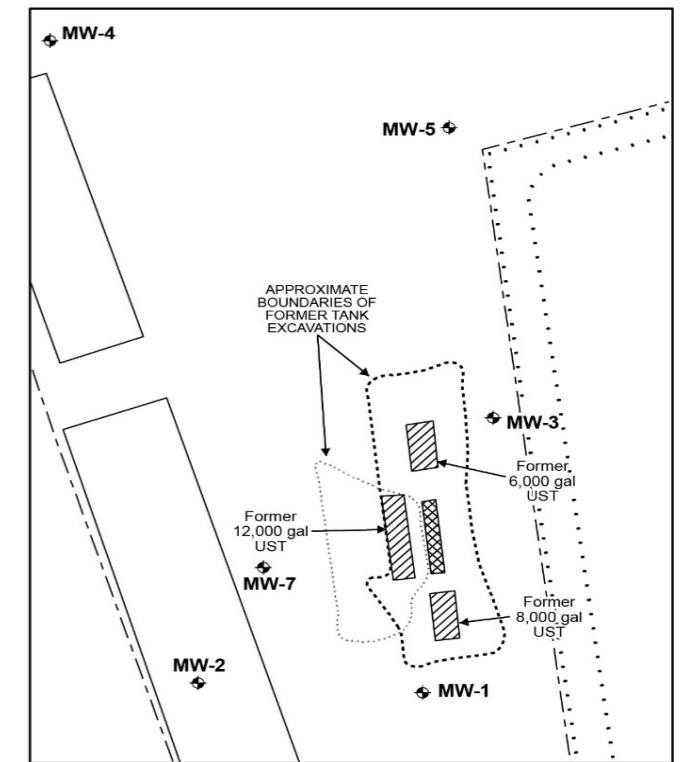 MW-4
MW-5
APPROXIMATE
BOUNDARIES OF
FORMER TANK
EXCAVATIONS
MW-3
Former
6,000 gal
UST
Former
12,000 gal
UST
MW-7
Former
8,000 gal
UST
MW-2
MW-1